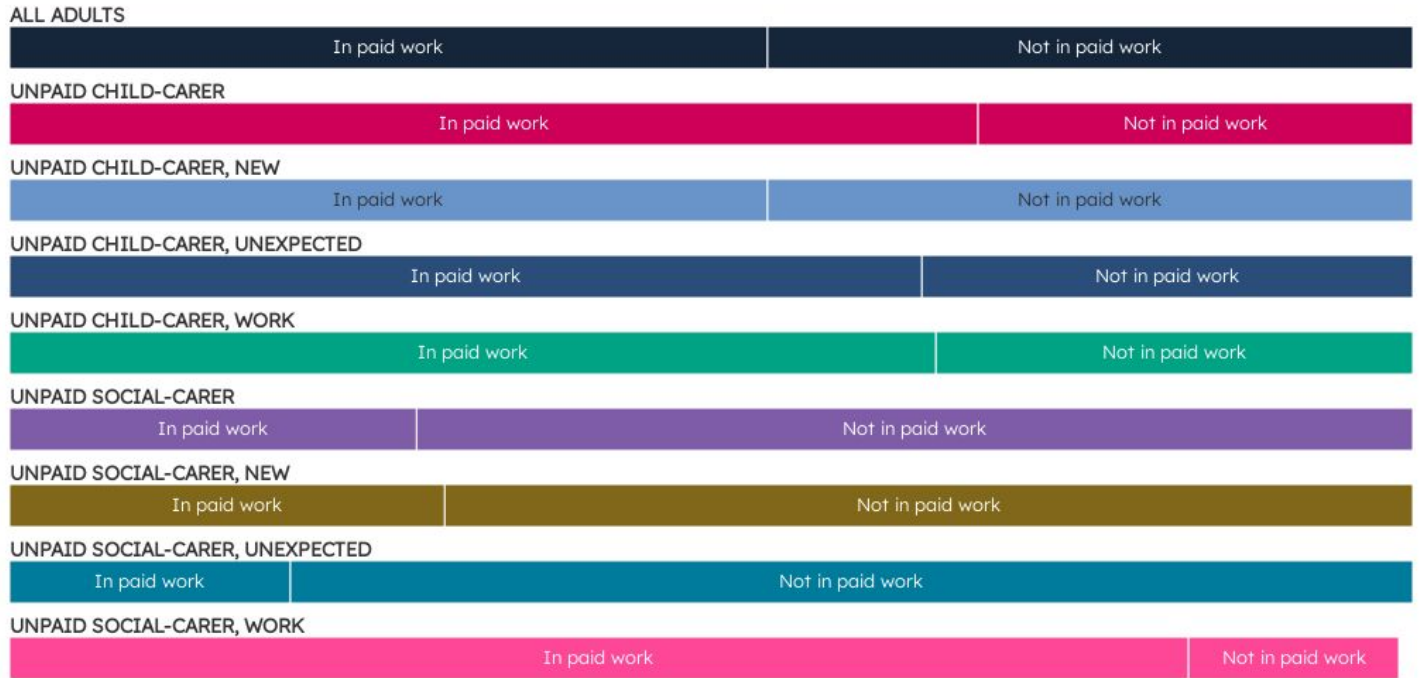 ALL ADULTS
In paid work Not in paid work
UNPAID CHILD-CARER
In paid work Not in paid work
UNPAID CHILD-CARER, NEW
In paid work Not in paid work
UNPAID CHILD-CARER, UNEXPECTED
In paid work Not in paid work
UNPAID CHILD-CARER, WORK
In paid work Not in paid work
UNPAID SOCIAL-CARER
In paid work Not in paid work
UNPAID SOCIAL-CARER, NEW
In paid work Not in paid work
UNPAID SOCIAL-CARER, UNEXPECTED
In paid work Not in paid work
UNPAID SOCIAL-CARER, WORK
In paid work Not in paid work